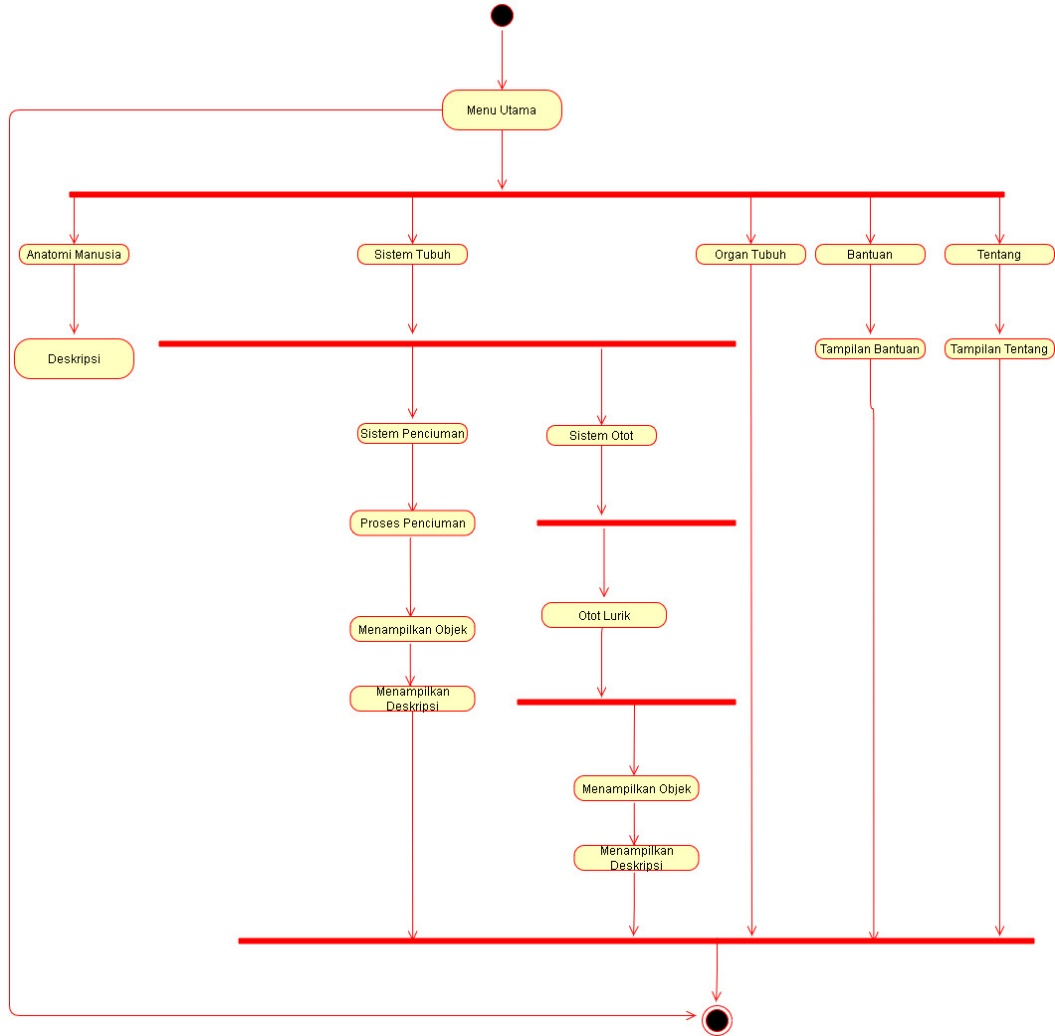 Menu Utama
Anatomi Manusia
Sistem Tubuh
Organ Tubuh
Bantuan
Tentang
Deskripsi
Tampilan Bantuan
Tampilan Tentang
Sistem Penciuman
Sistem Otot
Proses Penciuman
Otot Lurik
Menampilkan Objek
Menampilkan
Deskripsi
Menampilkan Objek
Menampilkan
Deskripsi